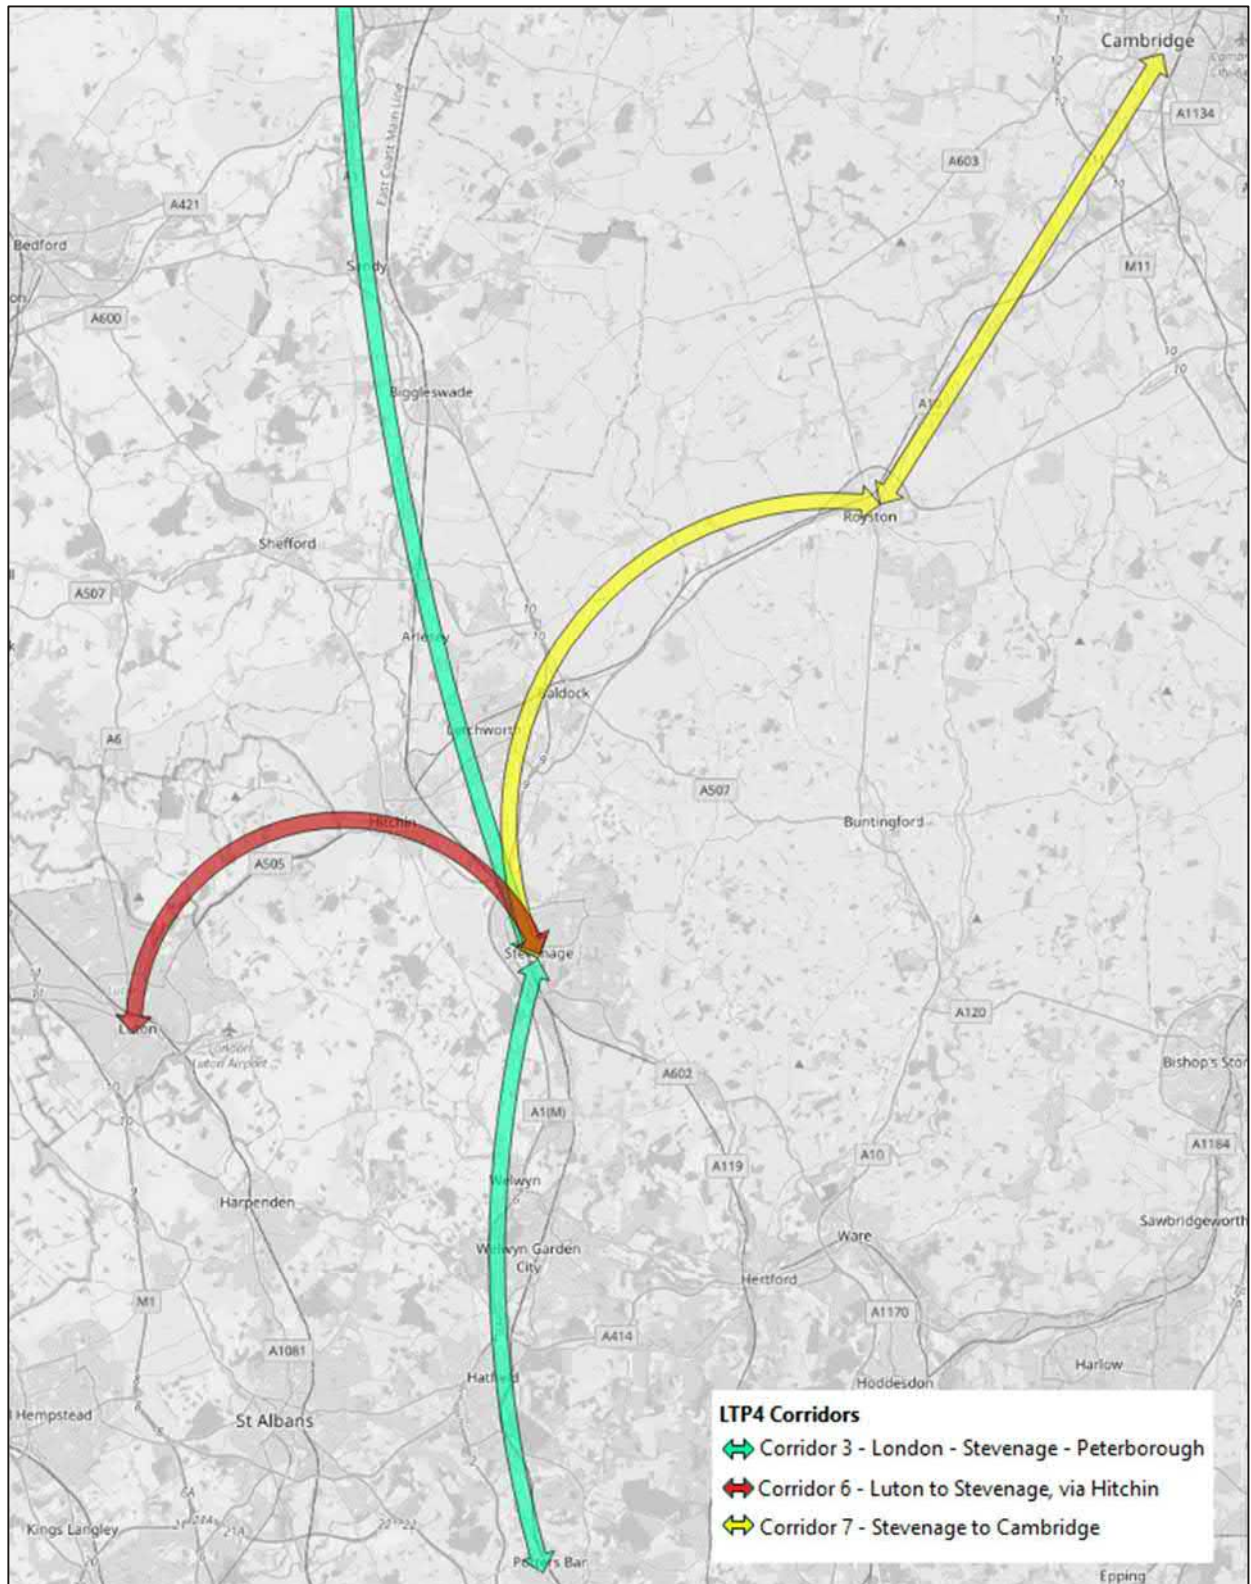 Cambridge
A1134
A603
East Coast Main Line
A421
Bedford
M11
Sandy
A600
Biggleswade
Royston
Shefford
A507
Arlesey
Baldock
Letchworth
A6
A507
Hitchin
Buntingford
A505
Stevenage
A120
Luton
London
Luton Airport
Bishop's Stor
A602
A1(M)
A1184
A10
A119
Welwyn
Harpenden
Sawbridgeworth
Ware
Welwyn Garden
City
Hertford
M1
A1170
A414
A1081
Harlow
Hatfield
Hoddesdon
l Hempstead
St Albans
LTP4 Corridors
Corridor 3 - London - Stevenage - Peterborough
Corridor 6 - Luton to Stevenage, via Hitchin
Corridor 7 - Stevenage to Cambridge
Kings Langley
Potters Bar
Epping